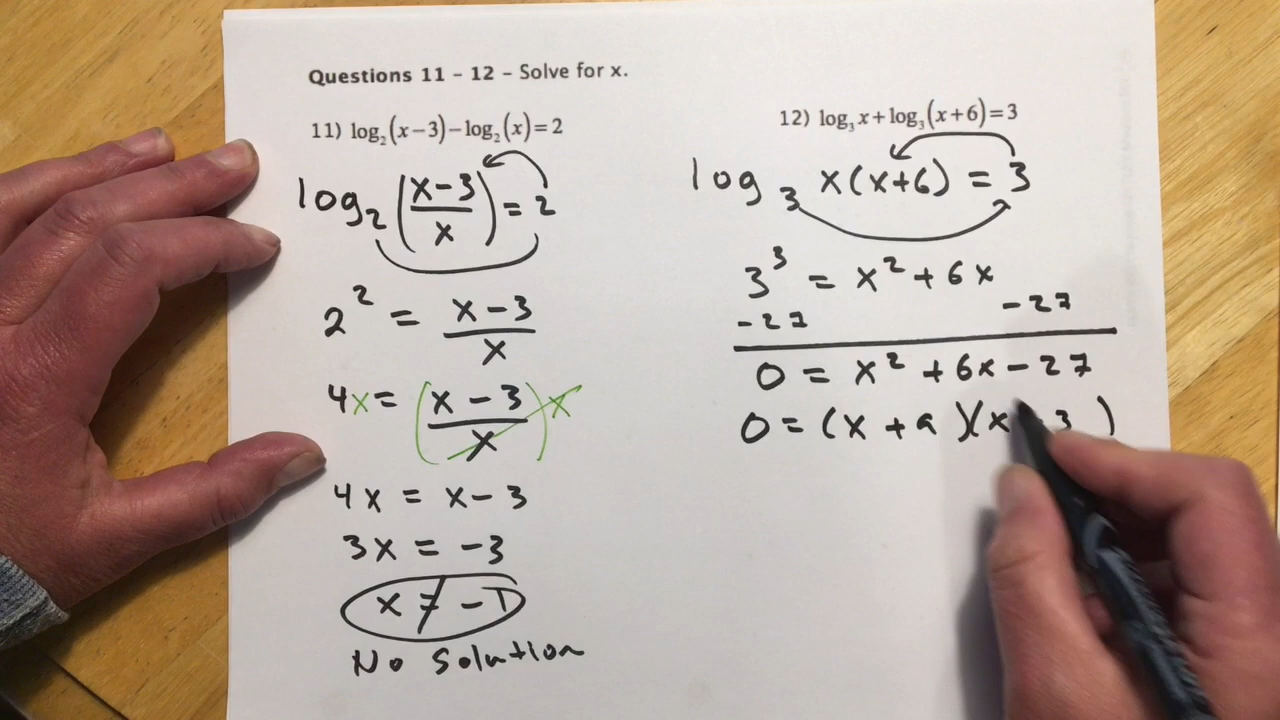 Questions 11 - 12 - Solve for x.
11) log₂(x−3)−log₂(x)=2
log₂ (x-3/x) = 2
2² = x-3/x
4x = (x-3/x)x
4x = x-3
3x = -3
x ≠ -1
No Solution
12) log₃x+log₃(x+6)=3
log₃ x(x+6) = 3
3³ = x² + 6x
-27 -27
0 = x² + 6x - 27
0 = (x + 9)(x 3)